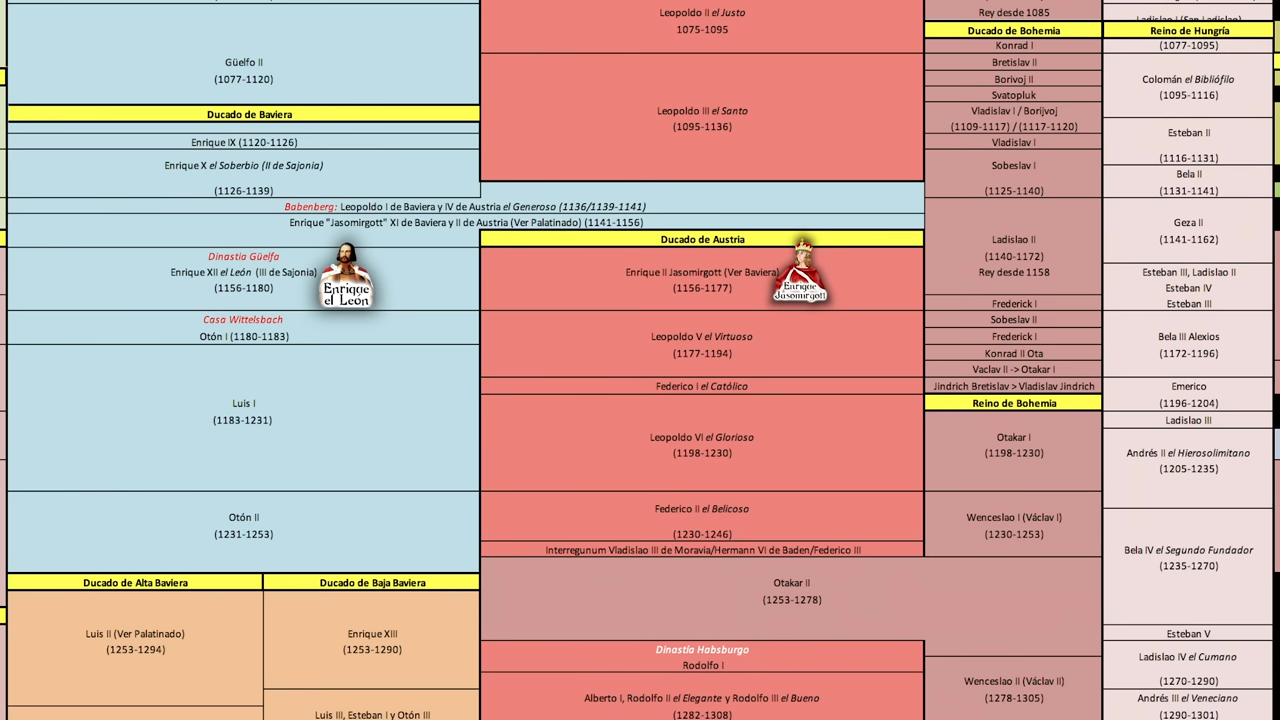 Güelfo II
(1077-1120)
Ducado de Baviera
Enrique IX (1120-1126)
Enrique X el Soberbio (II de Sajonia)
(1126-1139)
Babenberg: Leopoldo I de Baviera y IV de Austria el Generoso (1136/1139-1141)
Enrique "Jasomirgott" XI de Baviera y II de Austria (Ver Palatinado) (1141-1156)
Dinastia Güelfa
Enrique XII el León (III de Sajonia)
(1156-1180)
Enrique
el León
Casa Wittelsbach
Otón I (1180-1183)
Luis I
(1183-1231)
Otón II
(1231-1253)
Ducado de Alta Baviera
Luis II (Ver Palatinado)
(1253-1294)
Ducado de Baja Baviera
Enrique XIII
(1253-1290)
Luis III, Esteban I y Otón III
Leopoldo II el Justo
1075-1095
Leopoldo III el Santo
(1095-1136)
Ducado de Austria
Enrique II Jasomirgott (Ver Baviera)
(1156-1177)
Enrique
Jasomirgott
Leopoldo V el Virtuoso
(1177-1194)
Federico I el Católico
Leopoldo VI el Glorioso
(1198-1230)
Federico II el Belicoso
(1230-1246)
Interregunum Vladislao III de Moravia/Hermann VI de Baden/Federico III
Otakar II
(1253-1278)
Dinastía Habsburgo
Rodolfo I
Alberto I, Rodolfo II el Elegante y Rodolfo III el Bueno
(1282-1308)
Rey desde 1085
Ducado de Bohemia
Konrad I
Bretislav II
Borivoj II
Svatopluk
Vladislav I / Borijvoj
(1109-1117) / (1117-1120)
Vladislav I
Sobeslav I
(1125-1140)
Ladislao II
(1140-1172)
Rey desde 1158
Frederick I
Sobeslav II
Frederick I
Konrad II Ota
Vaclav II -> Otakar I
Jindrich Bretislav > Vladislav Jindrich
Reino de Bohemia
Otakar I
(1198-1230)
Wenceslao I (Václav I)
(1230-1253)
Wenceslao II (Václav II)
(1278-1305)
Ladislao I (San Ladislao)
Reino de Hungría
(1077-1095)
Colomán el Bibliófilo
(1095-1116)
Esteban II
(1116-1131)
Bela II
(1131-1141)
Geza II
(1141-1162)
Esteban III, Ladislao II
Esteban IV
Esteban III
Bela III Alexios
(1172-1196)
Emerico
(1196-1204)
Ladislao III
Andrés II el Hierosolimitano
(1205-1235)
Bela IV el Segundo Fundador
(1235-1270)
Esteban V
Ladislao IV el Cumano
(1270-1290)
Andrés III el Veneciano
(1290-1301)